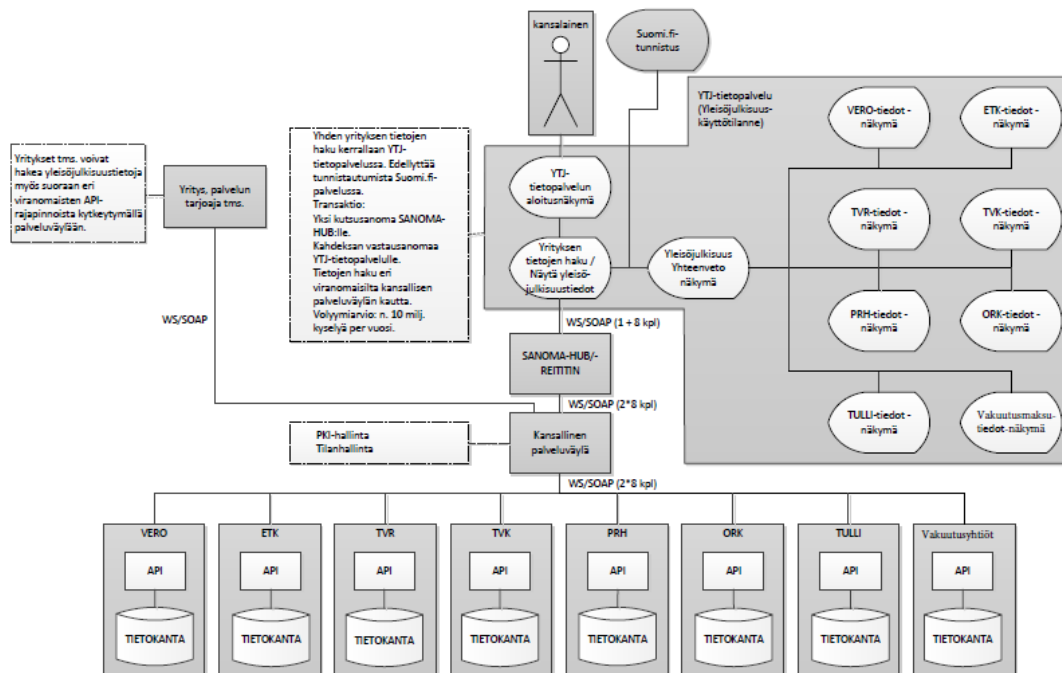 kansalainen
Suomi.fi-
tunnistus
YTJ-tietopalvelu
(Yleisöjulkisuus-
käyttötilanne)
VERO-tiedot -
näkymä
ETK-tiedot -
näkymä
Yritykset tms. voivat
hakea yleisöjulkisuustietoja
myös suoraan eri
viranomaisten API-
rajapinnoista kytkeytymällä
palveluväylään.
Yritys, palvelun
tarjoaja tms.
Yhden yrityksen tietojen
haku kerrallaan YTJ-
tietopalvelussa. Edellyttää
tunnistautumista Suomi.fi-
palvelussa.
Transaktio:
Yksi kutsusanoma SANOMA-
HUB:lle.
Kahdeksan vastausanomaa
YTJ-tietopalvelulle.
Tietojen haku eri
viranomaisilta kansallisen
palveluväylän kautta.
Volyymiarvio: n. 10 milj.
kyselyä per vuosi.
YTJ-
tietopalvelun
aloitusnäkymä
Yrityksen
tietojen haku /
Näytä yleisö-
julkisuustiedot
Yleisöjulkisuus
Yhteenveto
näkymä
TVR-tiedot -
näkymä
TVK-tiedot -
näkymä
PRH-tiedot -
näkymä
ORK-tiedot -
näkymä
TULLI-tiedot -
näkymä
Vakuutusmaksu-
tiedot-näkymä
WS/SOAP
WS/SOAP (1 + 8 kpl)
SANOMA-HUB/-
REITITIN
WS/SOAP (2*8 kpl)
PKI-hallinta
Tilanhallinta
Kansallinen
palveluväylä
WS/SOAP (2*8 kpl)
VERO
API
TIETOKANTA
ETK
API
TIETOKANTA
TVR
API
TIETOKANTA
TVK
API
TIETOKANTA
PRH
API
TIETOKANTA
ORK
API
TIETOKANTA
TULLI
API
TIETOKANTA
Vakuutusyhtiöt
API
TIETOKANTA